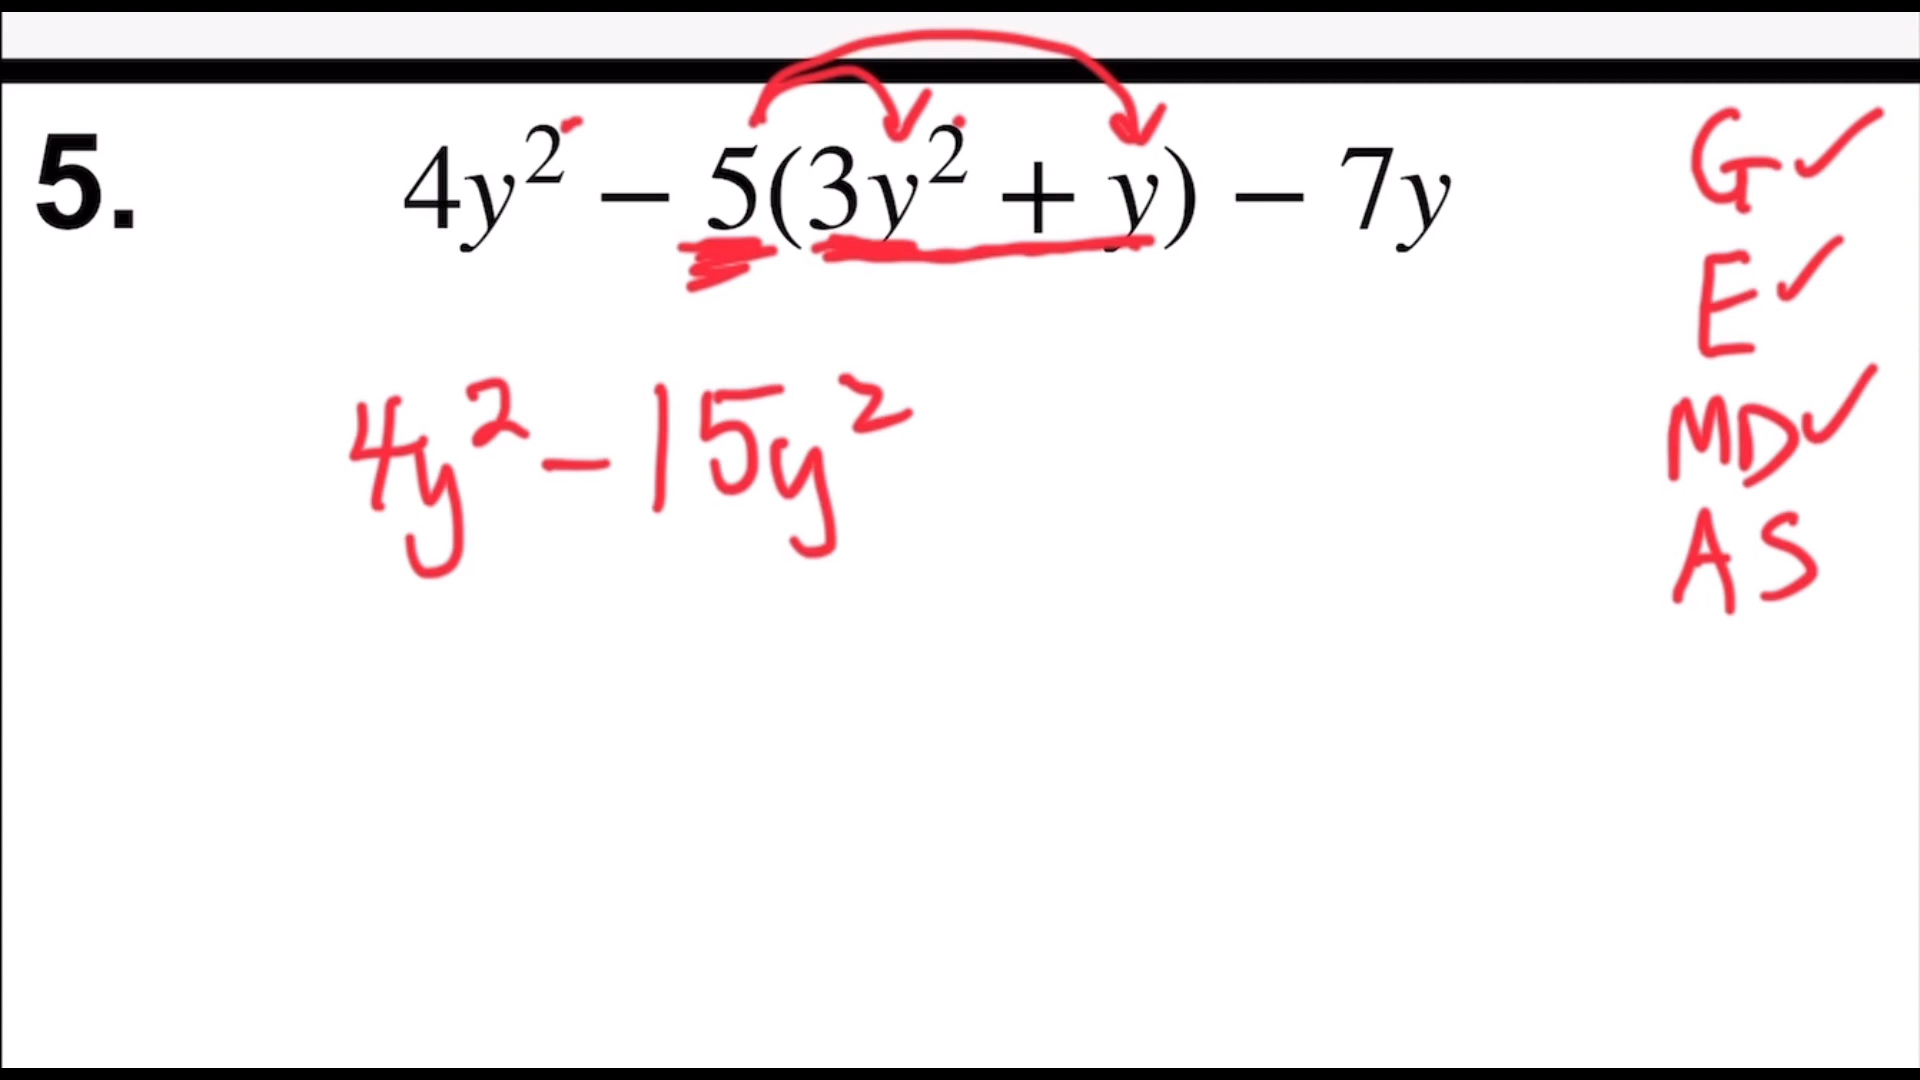 5. 4y² − 5(3y² + y) − 7y
G✓
E✓
MD✓
AS
4y² − 15y²